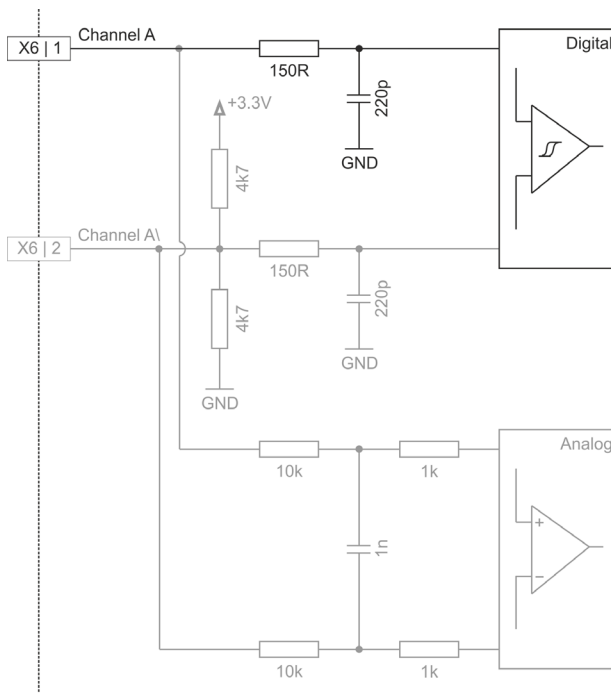 X6 | 1
Channel A
Digital
150R
220p
GND
+3.3V
4k7
X6 | 2
Channel A\
150R
4k7
220p
GND
GND
Analog
10k
1k
1n
+
−
10k
1k